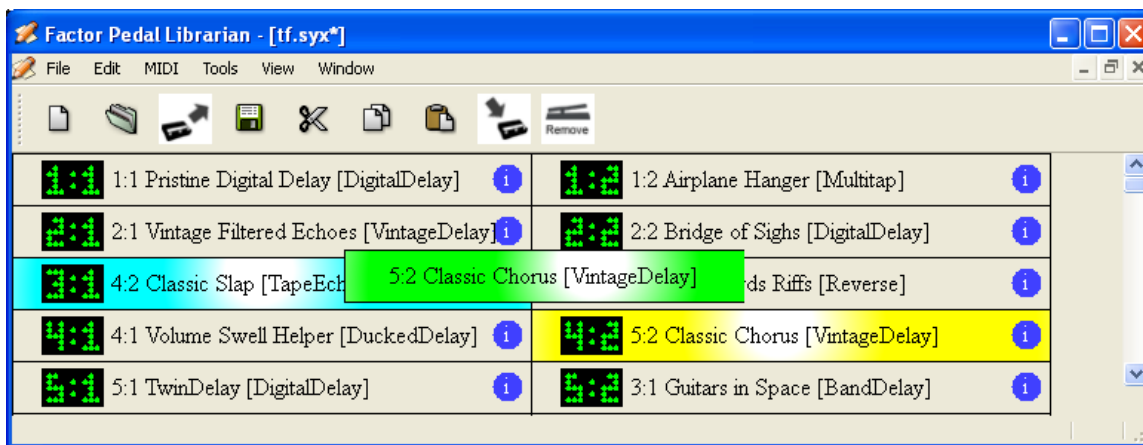 Factor Pedal Librarian - [tf.syx*]
File Edit MIDI Tools View Window
Remove
1:1 1:1 Pristine Digital Delay [DigitalDelay] i 1:2 1:2 Airplane Hanger [Multitap] i
2:1 2:1 Vintage Filtered Echoes [VintageDelay] i 2:2 2:2 Bridge of Sighs [DigitalDelay] i
5:2 Classic Chorus [VintageDelay]
3:1 4:2 Classic Slap [TapeEch rds Riffs [Reverse] i
4:1 4:1 Volume Swell Helper [DuckedDelay] i 4:2 5:2 Classic Chorus [VintageDelay] i
5:1 5:1 TwinDelay [DigitalDelay] i 5:2 3:1 Guitars in Space [BandDelay] i